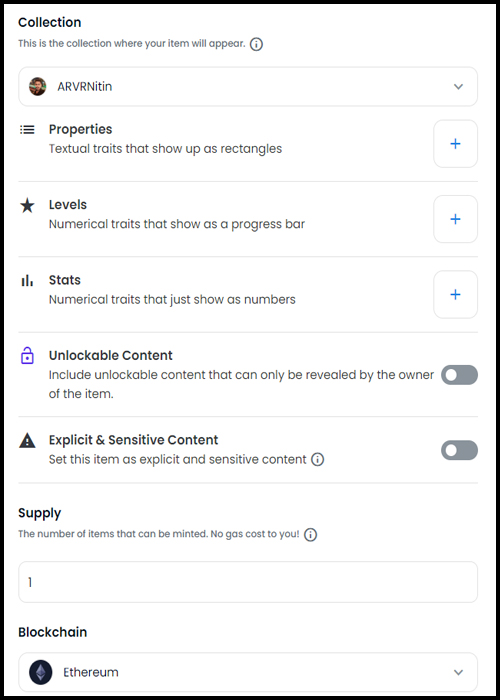 Collection
This is the collection where your item will appear.
ARVRNitin
Properties
Textual traits that show up as rectangles
Levels
Numerical traits that show as a progress bar
Stats
Numerical traits that just show as numbers
Unlockable Content
Include unlockable content that can only be revealed by the owner
of the item.
Explicit & Sensitive Content
Set this item as explicit and sensitive content
Supply
The number of items that can be minted. No gas cost to you!
1
Blockchain
Ethereum